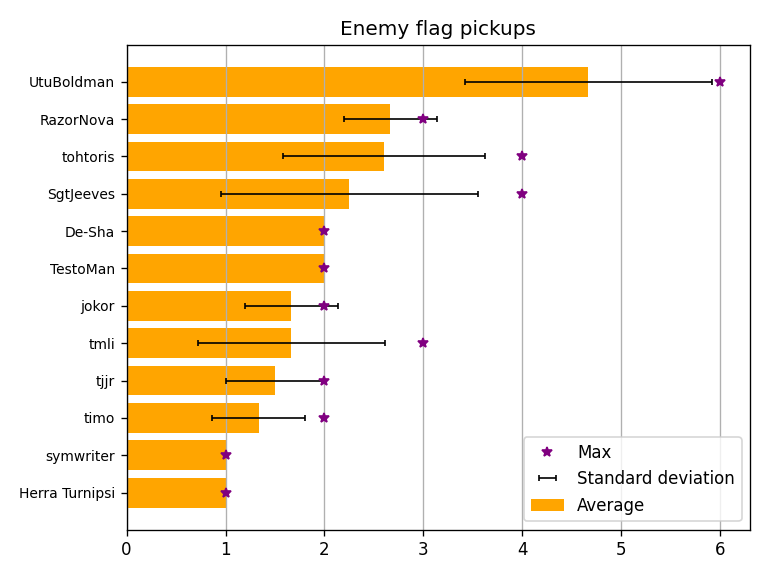 Enemy flag pickups
UtuBoldman
RazorNova
tohtoris
SgtJeeves
De-Sha
TestoMan
jokor
tmli
tjjr
timo
symwriter
Herra Turnipsi
Max
Standard deviation
Average
0 1 2 3 4 5 6